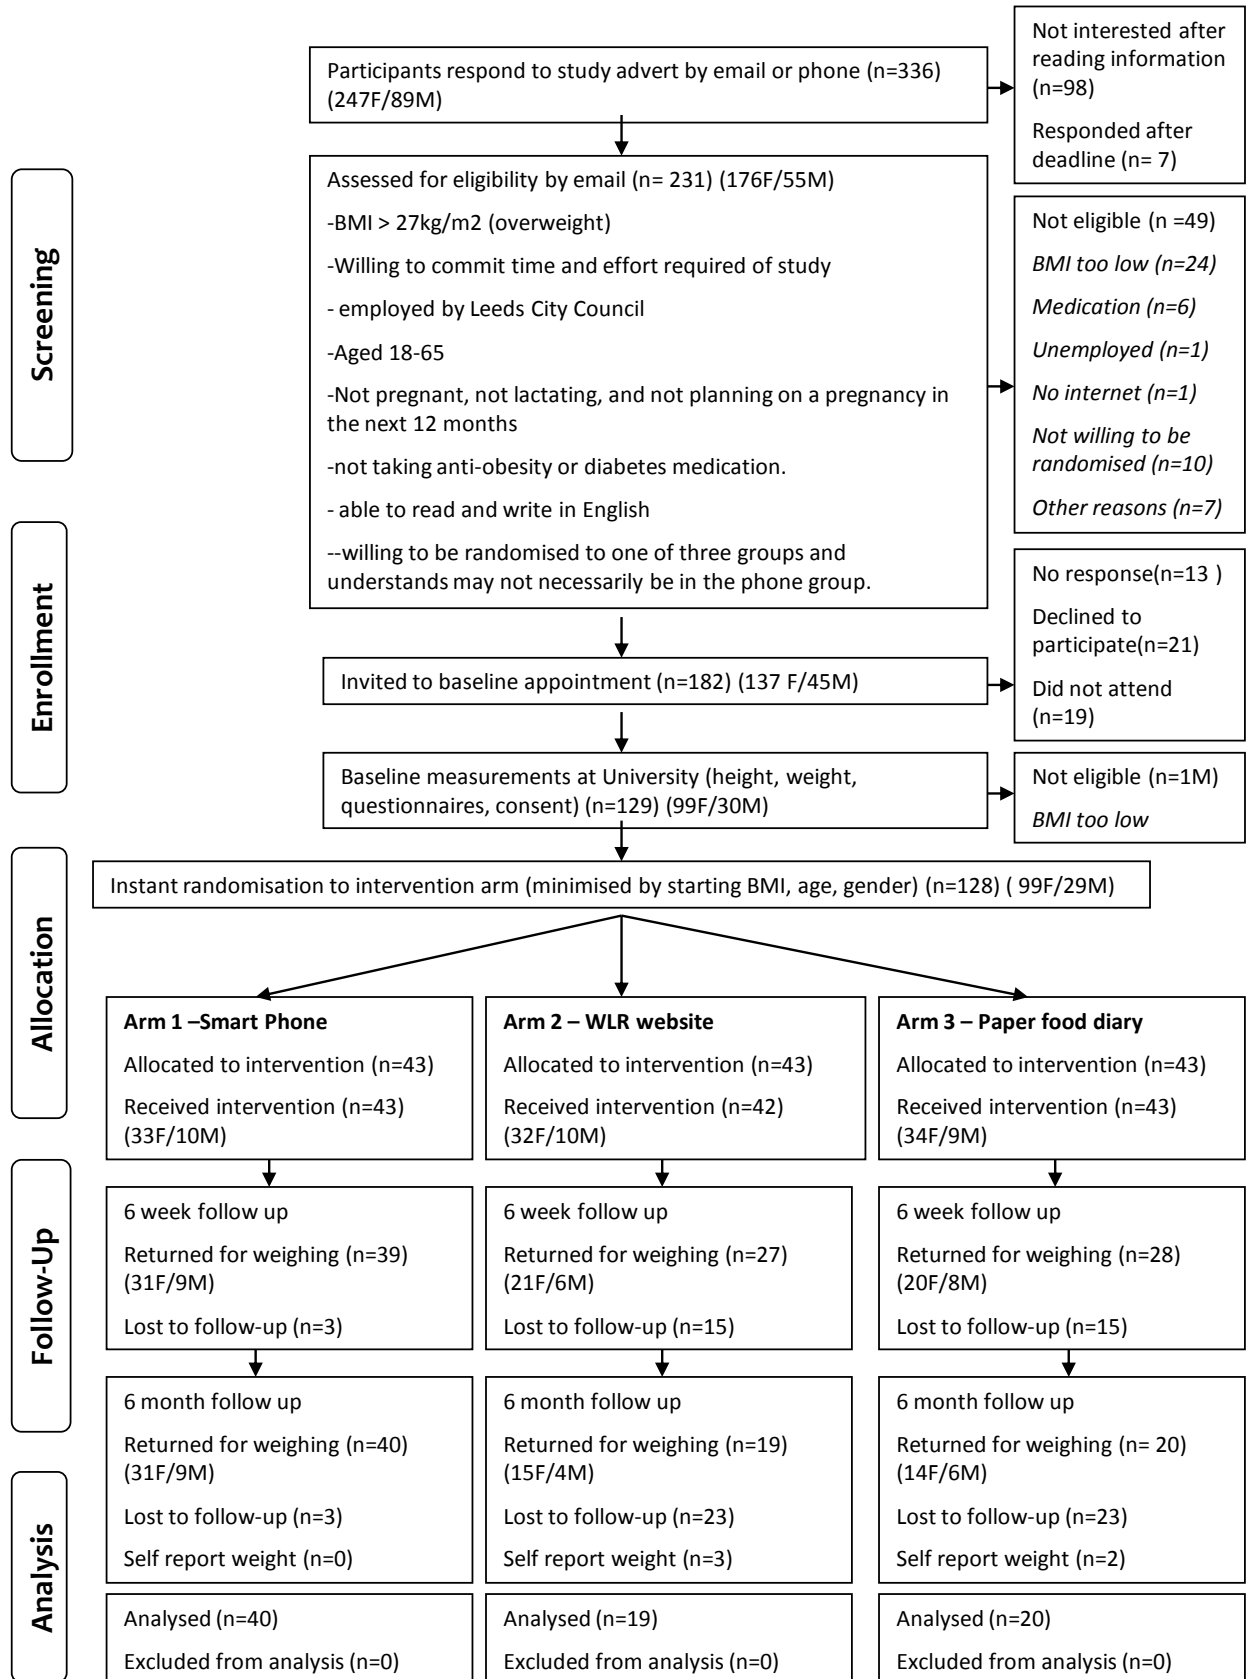 Participants respond to study advert by email or phone (n=336)
(247F/89M)
Not interested after
reading information
(n=98)
Responded after
deadline (n= 7)
Screening
Assessed for eligibility by email (n= 231) (176F/55M)
-BMI > 27kg/m2 (overweight)
-Willing to commit time and effort required of study
- employed by Leeds City Council
-Aged 18-65
-Not pregnant, not lactating, and not planning on a pregnancy in
the next 12 months
-not taking anti-obesity or diabetes medication.
- able to read and write in English
--willing to be randomised to one of three groups and
understands may not necessarily be in the phone group.
Not eligible (n =49)
BMI too low (n=24)
Medication (n=6)
Unemployed (n=1)
No internet (n=1)
Not willing to be
randomised (n=10)
Other reasons (n=7)
Enrollment
Invited to baseline appointment (n=182) (137 F/45M)
No response(n=13 )
Declined to
participate(n=21)
Did not attend
(n=19)
Baseline measurements at University (height, weight,
questionnaires, consent) (n=129) (99F/30M)
Not eligible (n=1M)
BMI too low
Allocation
Instant randomisation to intervention arm (minimised by starting BMI, age, gender) (n=128) ( 99F/29M)
Arm 1 –Smart Phone
Allocated to intervention (n=43)
Received intervention (n=43)
(33F/10M)
Arm 2 – WLR website
Allocated to intervention (n=43)
Received intervention (n=42)
(32F/10M)
Arm 3 – Paper food diary
Allocated to intervention (n=43)
Received intervention (n=43)
(34F/9M)
Follow-Up
6 week follow up
Returned for weighing (n=39)
(31F/9M)
Lost to follow-up (n=3)
6 week follow up
Returned for weighing (n=27)
(21F/6M)
Lost to follow-up (n=15)
6 week follow up
Returned for weighing (n=28)
(20F/8M)
Lost to follow-up (n=15)
6 month follow up
Returned for weighing (n=40)
(31F/9M)
Lost to follow-up (n=3)
Self report weight (n=0)
6 month follow up
Returned for weighing (n=19)
(15F/4M)
Lost to follow-up (n=23)
Self report weight (n=3)
6 month follow up
Returned for weighing (n= 20)
(14F/6M)
Lost to follow-up (n=23)
Self report weight (n=2)
Analysis
Analysed (n=40)
Excluded from analysis (n=0)
Analysed (n=19)
Excluded from analysis (n=0)
Analysed (n=20)
Excluded from analysis (n=0)